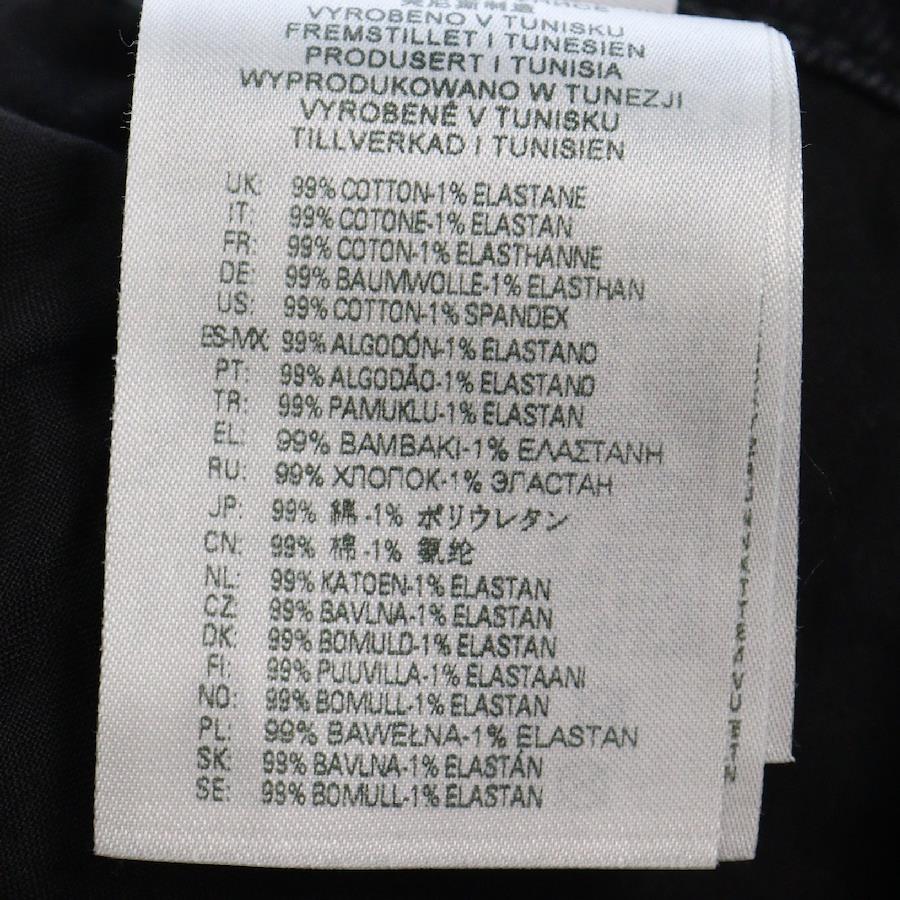 VYROBENO V TUNISKU
FREMSTILLET I TUNESIEN
PRODUSERT I TUNISIA
WYPRODUKOWANO W TUNEZJI
VYROBENÉ V TUNISKU
TILLVERKAD I TUNISIEN
UK: 99% COTTON-1% ELASTANE
IT: 99% COTONE-1% ELASTAN
FR: 99% COTON-1% ELASTHANNE
DE: 99% BAUMWOLLE-1% ELASTHAN
US: 99% COTTON-1% SPANDEX
ES-MX: 99% ALGODÓN-1% ELASTANO
PT: 99% ALGODÃO-1% ELASTANO
TR: 99% PAMUKLU-1% ELASTAN
EL: 99% BAMBAKI-1% ΕΛΑΣΤΑΝΗ
RU: 99% ХЛОПОК-1% ЭЛАСТАН
JP: 99% 綿 -1% ポリウレタン
CN: 99% 棉 -1% 氨纶
NL: 99% KATOEN-1% ELASTAN
CZ: 99% BAVLNA-1% ELASTAN
DK: 99% BOMULD-1% ELASTAN
FI: 99% PUUVILLA-1% ELASTAANI
NO: 99% BOMULL-1% ELASTAN
PL: 99% BAWEŁNA-1% ELASTAN
SK: 99% BAVLNA-1% ELASTÁN
SE: 99% BOMULL-1% ELASTAN